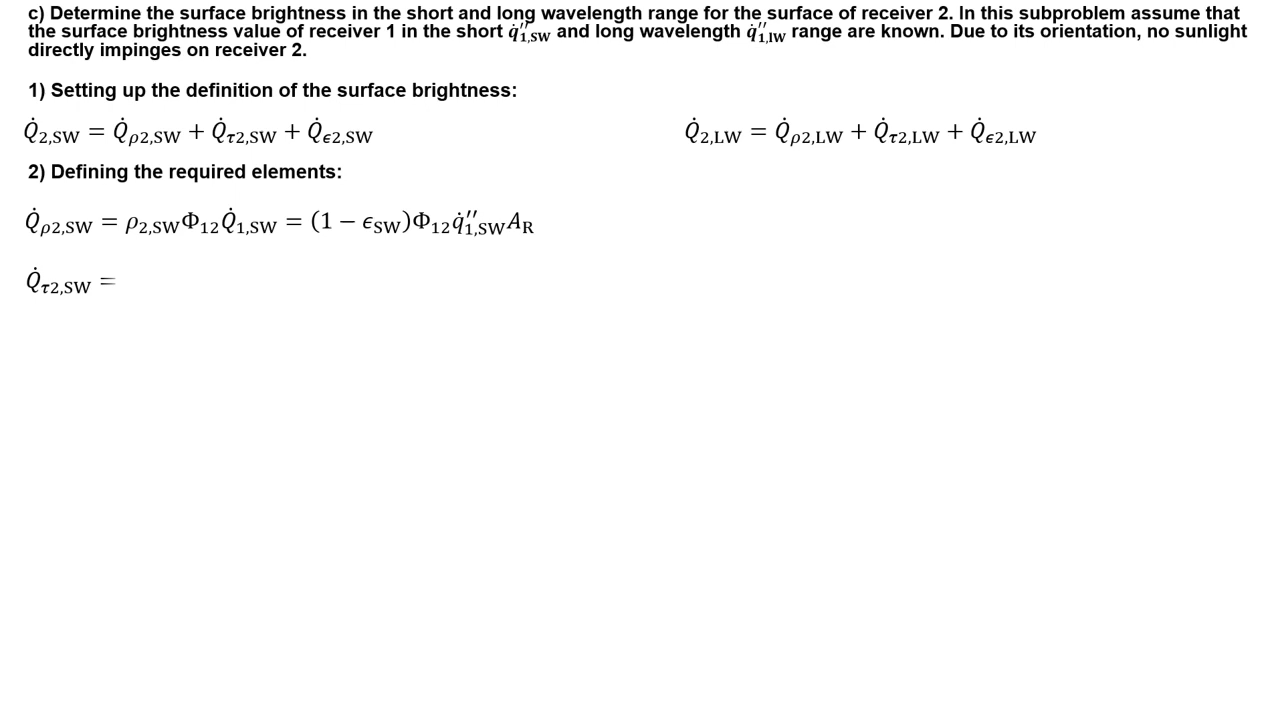 c) Determine the surface brightness in the short and long wavelength range for the surface of receiver 2. In this subproblem assume that
the surface brightness value of receiver 1 in the short q̇″₁,SW and long wavelength q̇″₁,lW range are known. Due to its orientation, no sunlight
directly impinges on receiver 2.
1) Setting up the definition of the surface brightness:
Q̇₂,SW = Q̇ρ2,SW + Q̇τ2,SW + Q̇ϵ2,SW
Q̇₂,LW = Q̇ρ2,LW + Q̇τ2,LW + Q̇ϵ2,LW
2) Defining the required elements:
Q̇ρ2,SW = ρ₂,SWΦ₁₂Q̇₁,SW = (1 − ϵSW)Φ₁₂q̇″₁,SWAR
Q̇τ2,SW =